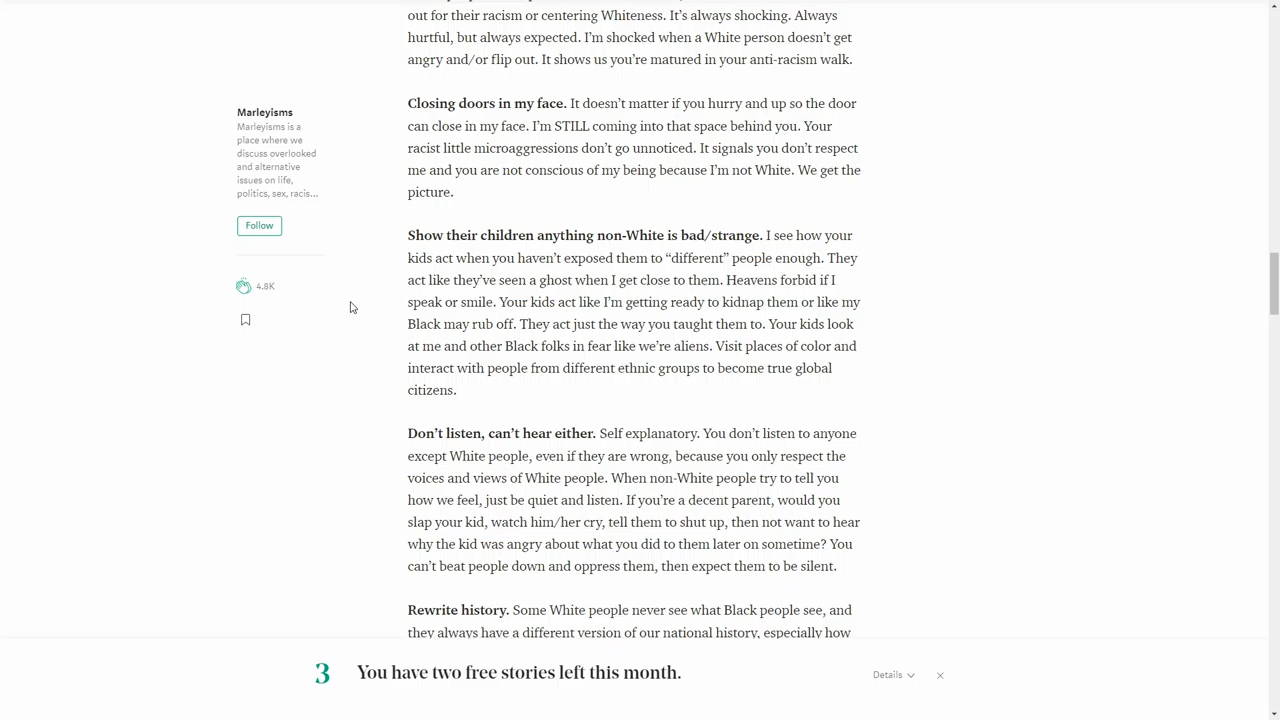 out for their racism or centering Whiteness. It's always shocking. Always
hurtful, but always expected. I'm shocked when a White person doesn't get
angry and/or flip out. It shows us you're matured in your anti-racism walk.
Closing doors in my face. It doesn't matter if you hurry and up so the door
can close in my face. I'm STILL coming into that space behind you. Your
racist little microaggressions don't go unnoticed. It signals you don't respect
me and you are not conscious of my being because I'm not White. We get the
picture.
Marleyisms
Marleyisms is a
place where we
discuss overlooked
and alternative
issues on life,
politics, sex, racis...
Follow
4.8K
Show their children anything non-White is bad/strange. I see how your
kids act when you haven't exposed them to “different” people enough. They
act like they've seen a ghost when I get close to them. Heavens forbid if I
speak or smile. Your kids act like I'm getting ready to kidnap them or like my
Black may rub off. They act just the way you taught them to. Your kids look
at me and other Black folks in fear like we're aliens. Visit places of color and
interact with people from different ethnic groups to become true global
citizens.
Don't listen, can't hear either. Self explanatory. You don't listen to anyone
except White people, even if they are wrong, because you only respect the
voices and views of White people. When non-White people try to tell you
how we feel, just be quiet and listen. If you're a decent parent, would you
slap your kid, watch him/her cry, tell them to shut up, then not want to hear
why the kid was angry about what you did to them later on sometime? You
can't beat people down and oppress them, then expect them to be silent.
Rewrite history. Some White people never see what Black people see, and
they always have a different version of our national history, especially how
3 You have two free stories left this month.
Details